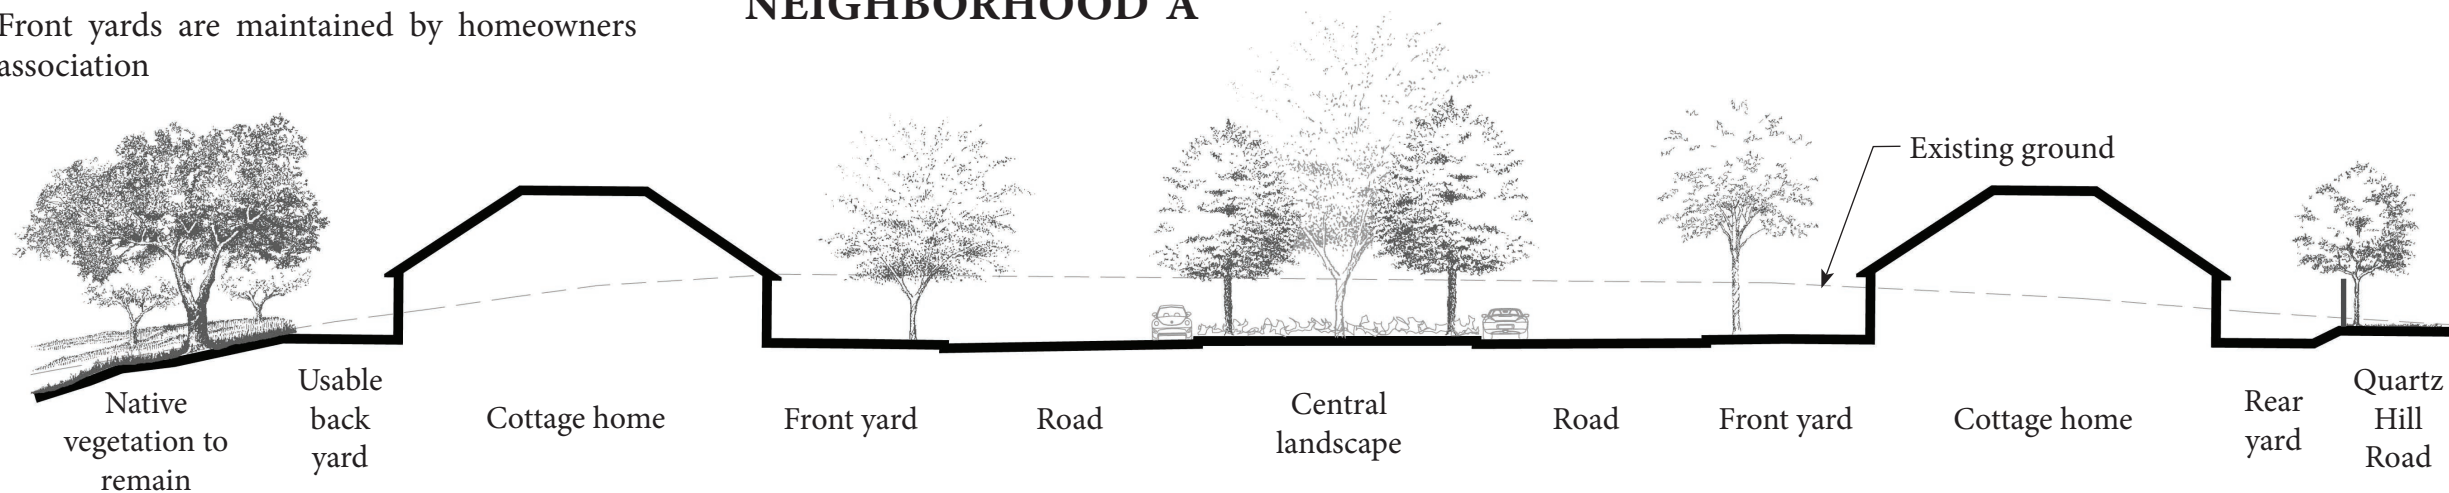 Front yards are maintained by homeowners
association
NEIGHBORHOOD A
Existing ground
Native
vegetation to
remain
Usable
back
yard
Cottage home
Front yard
Road
Central
landscape
Road
Front yard
Cottage home
Rear
yard
Quartz
Hill
Road